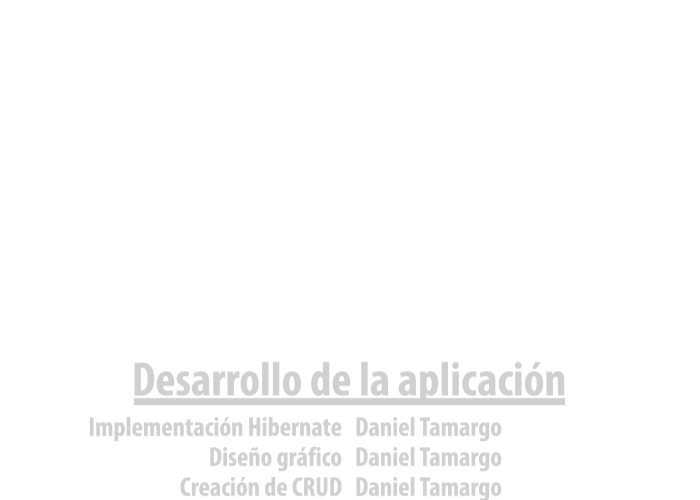 Desarrollo de la aplicación
Implementación Hibernate Daniel Tamargo
Diseño gráfico Daniel Tamargo
Creación de CRUD Daniel Tamargo